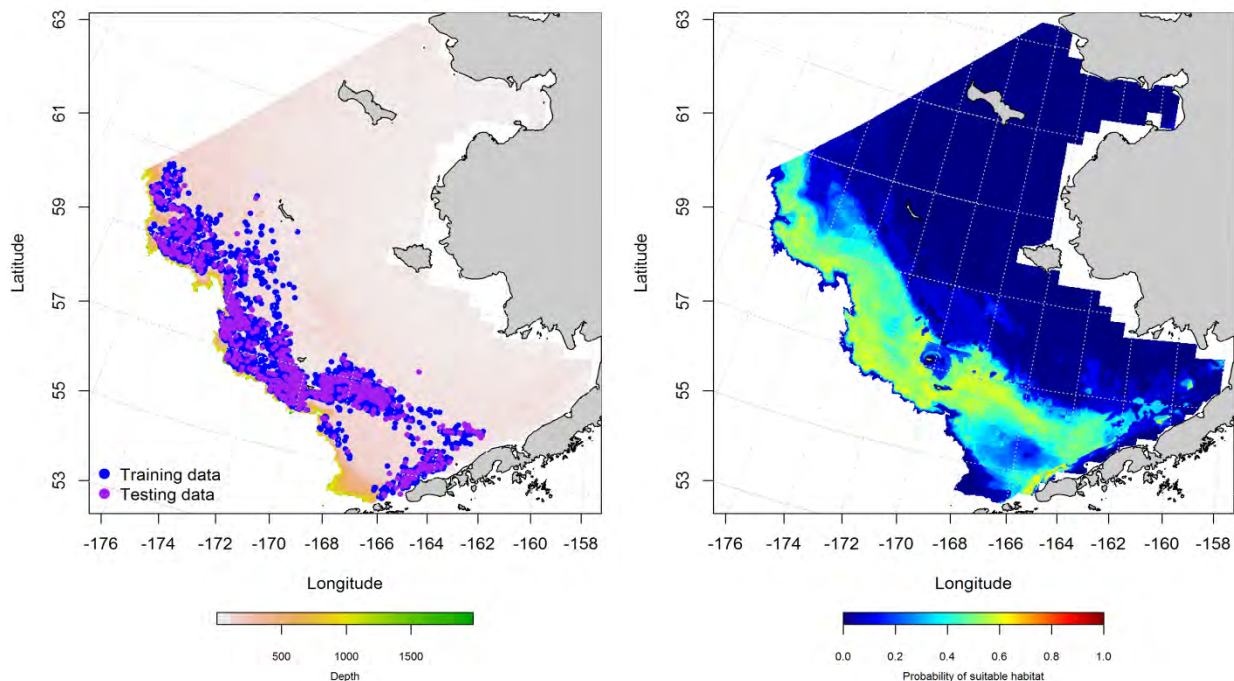 63
61
59
57
55
53
Latitude
Training data
Testing data
-176 -174 -172 -170 -168 -166 -164 -162 -160 -158
Longitude
500 1000 1500
Depth
63
61
59
57
55
53
Latitude
-176 -174 -172 -170 -168 -166 -164 -162 -160 -158
Longitude
0.0 0.2 0.4 0.6 0.8 1.0
Probability of suitable habitat